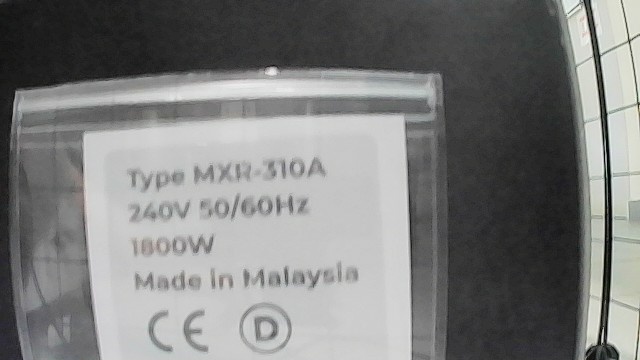 Type MXR-310A
240V 50/60Hz
1800W
Made in Malaysia
CE D